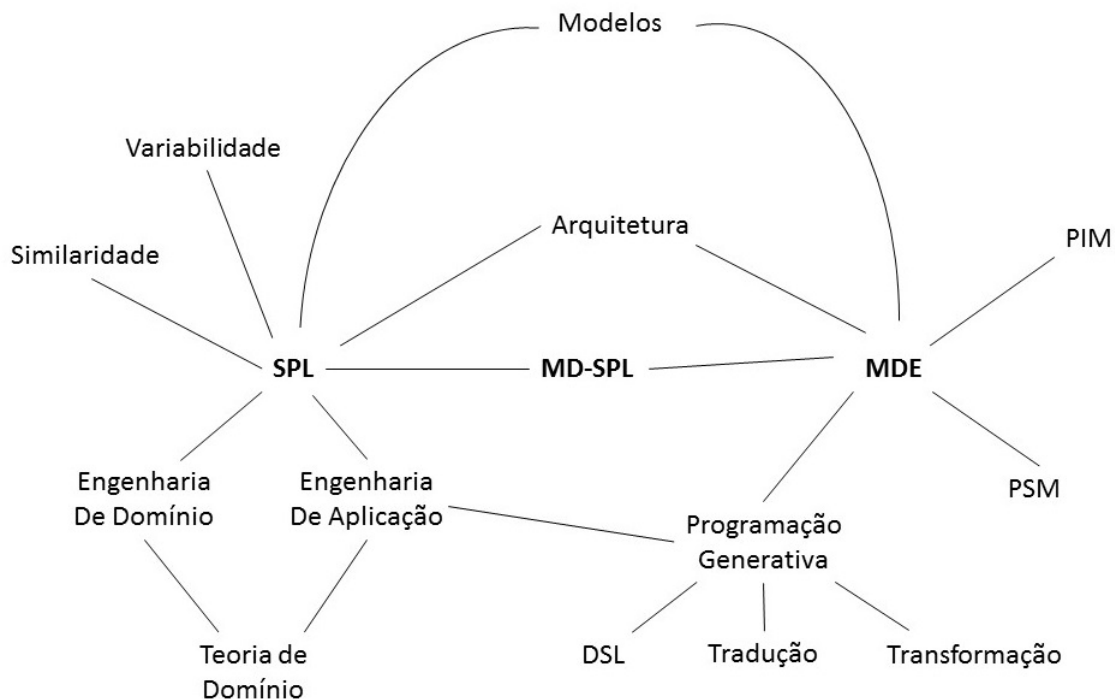 Modelos
Variabilidade
Arquitetura
PIM
Similaridade
SPL
MD-SPL
MDE
Engenharia
De Domínio
Engenharia
De Aplicação
PSM
Programação
Generativa
Teoria de
Domínio
DSL
Tradução
Transformação